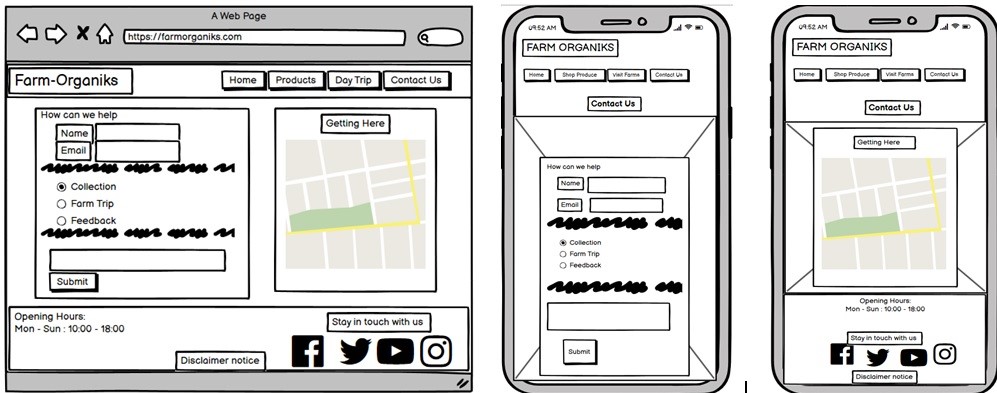 A Web Page
https://farmorganiks.com
Farm-Organiks
Home Products Day Trip Contact Us
How can we help
Name
Email
Collection
Farm Trip
Feedback
Submit
Getting Here
Opening Hours:
Mon - Sun : 10:00 - 18:00
Stay in touch with us
Disclaimer notice
09:52 AM
FARM ORGANIKS
Home Shop Produce Visit Farms Contact Us
Contact Us
How can we help
Name
Email
Collection
Farm Trip
Feedback
Submit
09:52 AM
FARM ORGANIKS
Home Shop Produce Visit Farms Contact Us
Contact Us
Getting Here
Opening Hours:
Mon - Sun : 10:00 - 18:00
Stay in touch with us
Disclaimer notice